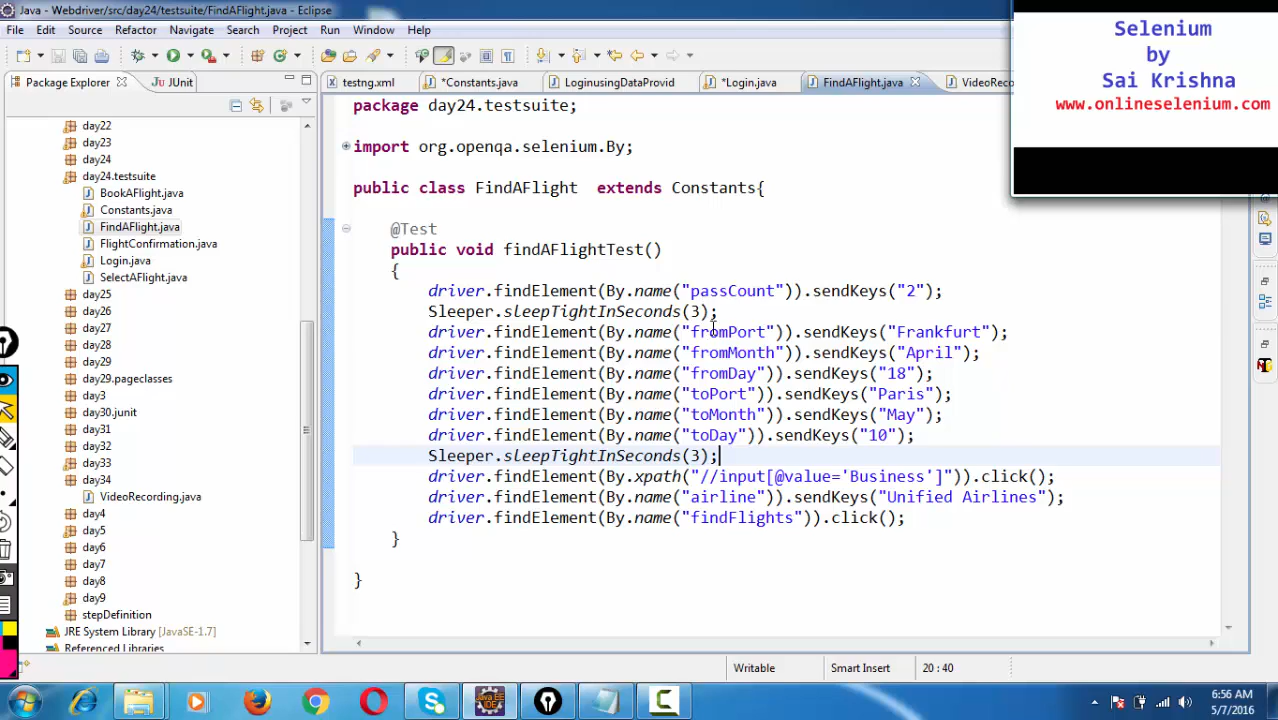 Java - Webdriver/src/day24/testsuite/FindAFlight.java - Eclipse
File Edit Source Refactor Navigate Search Project Run Window Help
Selenium
by
Sai Krishna
www.onlineselenium.com
Package Explorer JUnit
testng.xml *Constants.java LoginusingDataProvid *Login.java FindAFlight.java VideoRec
day22
day23
day24
day24.testsuite
BookAFlight.java
Constants.java
FindAFlight.java
FlightConfirmation.java
Login.java
SelectAFlight.java
day25
day26
day27
day28
day29
day29.pageclasses
day3
day30.junit
day31
day32
day33
day34
VideoRecording.java
day4
day5
day6
day7
day8
day9
stepDefinition
JRE System Library [JavaSE-1.7]
Referenced Libraries
package day24.testsuite;
import org.openqa.selenium.By;
public class FindAFlight  extends Constants{
@Test
public void findAFlightTest()
{
driver.findElement(By.name("passCount")).sendKeys("2");
Sleeper.sleepTightInSeconds(3);
driver.findElement(By.name("fromPort")).sendKeys("Frankfurt");
driver.findElement(By.name("fromMonth")).sendKeys("April");
driver.findElement(By.name("fromDay")).sendKeys("18");
driver.findElement(By.name("toPort")).sendKeys("Paris");
driver.findElement(By.name("toMonth")).sendKeys("May");
driver.findElement(By.name("toDay")).sendKeys("10");
Sleeper.sleepTightInSeconds(3);
driver.findElement(By.xpath("//input[@value='Business']")).click();
driver.findElement(By.name("airline")).sendKeys("Unified Airlines");
driver.findElement(By.name("findFlights")).click();
}
}
Writable Smart Insert 20 : 40
6:56 AM
5/7/2016